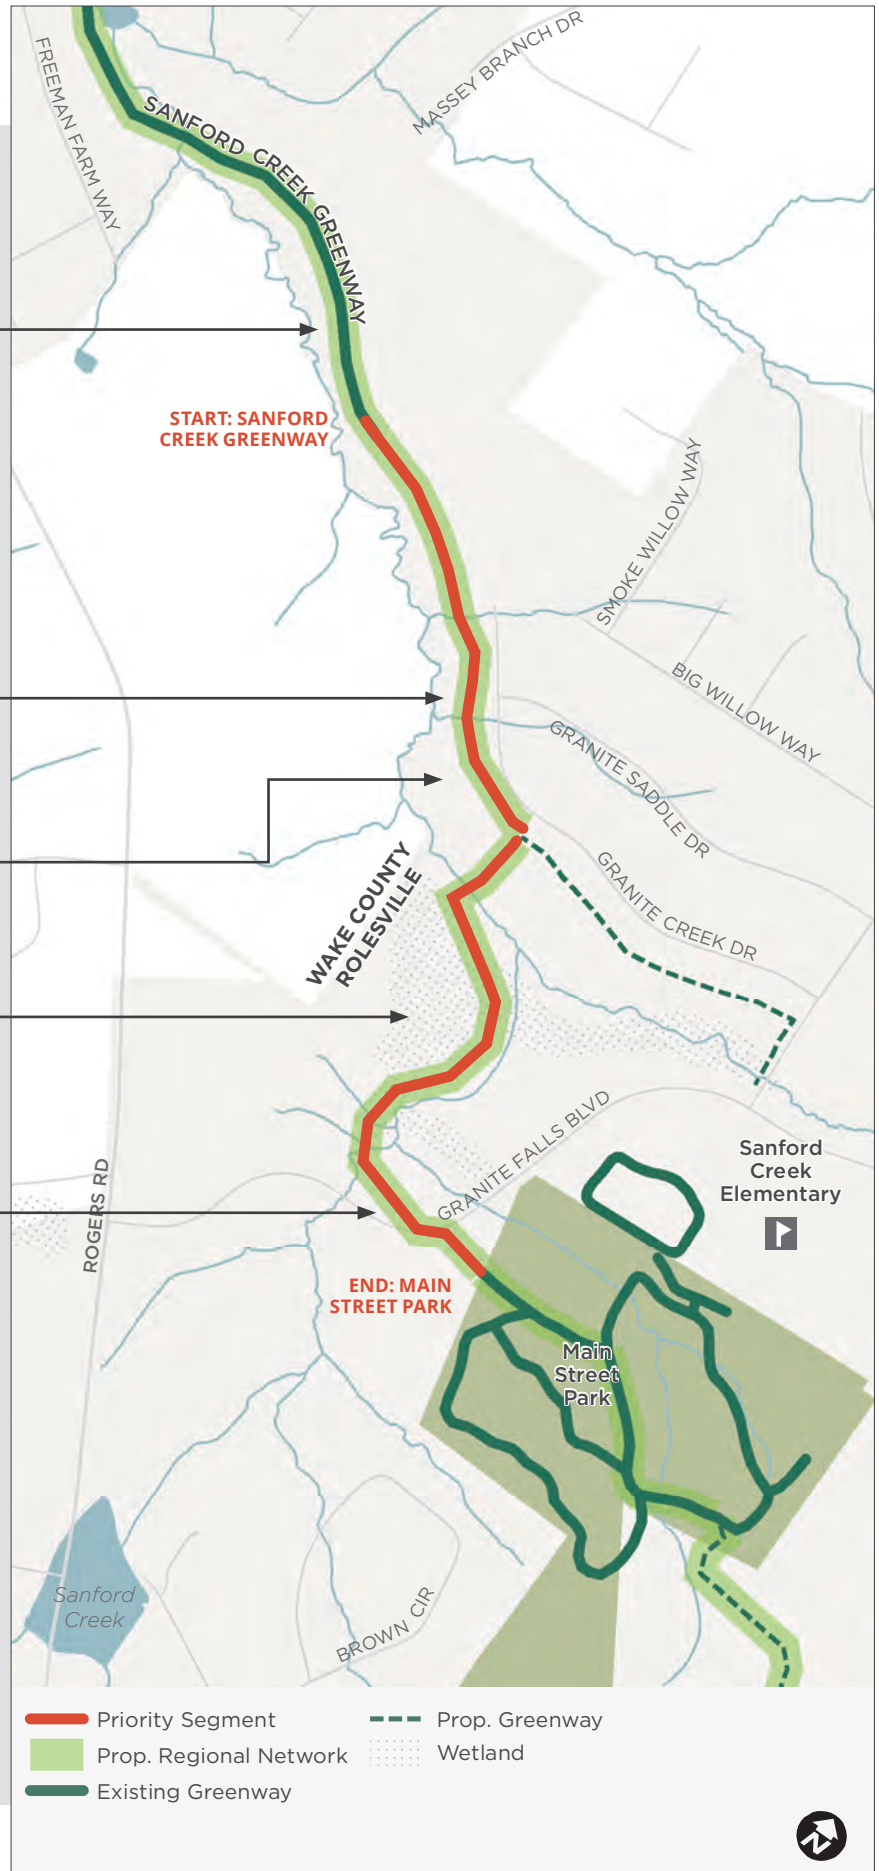 MASSEY BRANCH DR
FREEMAN FARM WAY
SANFORD CREEK GREENWAY
START: SANFORD
CREEK GREENWAY
SMOKE WILLOW WAY
BIG WILLOW WAY
GRANITE SADDLE DR
WAKE COUNTY
ROLESVILLE
GRANITE CREEK DR
GRANITE FALLS BLVD
Sanford
Creek
Elementary
ROGERS RD
END: MAIN
STREET PARK
Main
Street
Park
Sanford
Creek
BROWN CIR
Priority Segment
Prop. Regional Network
Existing Greenway
Prop. Greenway
Wetland
N